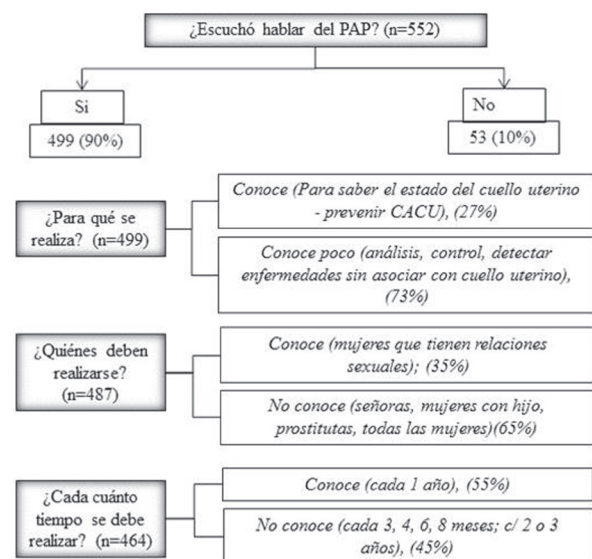 ¿Escuchó hablar del PAP? (n=552)
Si
499 (90%)
No
53 (10%)
¿Para qué se
realiza? (n=499)
Conoce (Para saber el estado del cuello uterino
- prevenir CACU), (27%)
Conoce poco (análisis, control, detectar
enfermedades sin asociar con cuello uterino),
(73%)
¿Quiénes deben
realizarse?
(n=487)
Conoce (mujeres que tienen relaciones
sexuales); (35%)
No conoce (señoras, mujeres con hijo,
prostitutas, todas las mujeres)(65%)
¿Cada cuánto
tiempo se debe
realizar? (n=464)
Conoce (cada 1 año), (55%)
No conoce (cada 3, 4, 6, 8 meses; c/ 2 o 3
años), (45%)